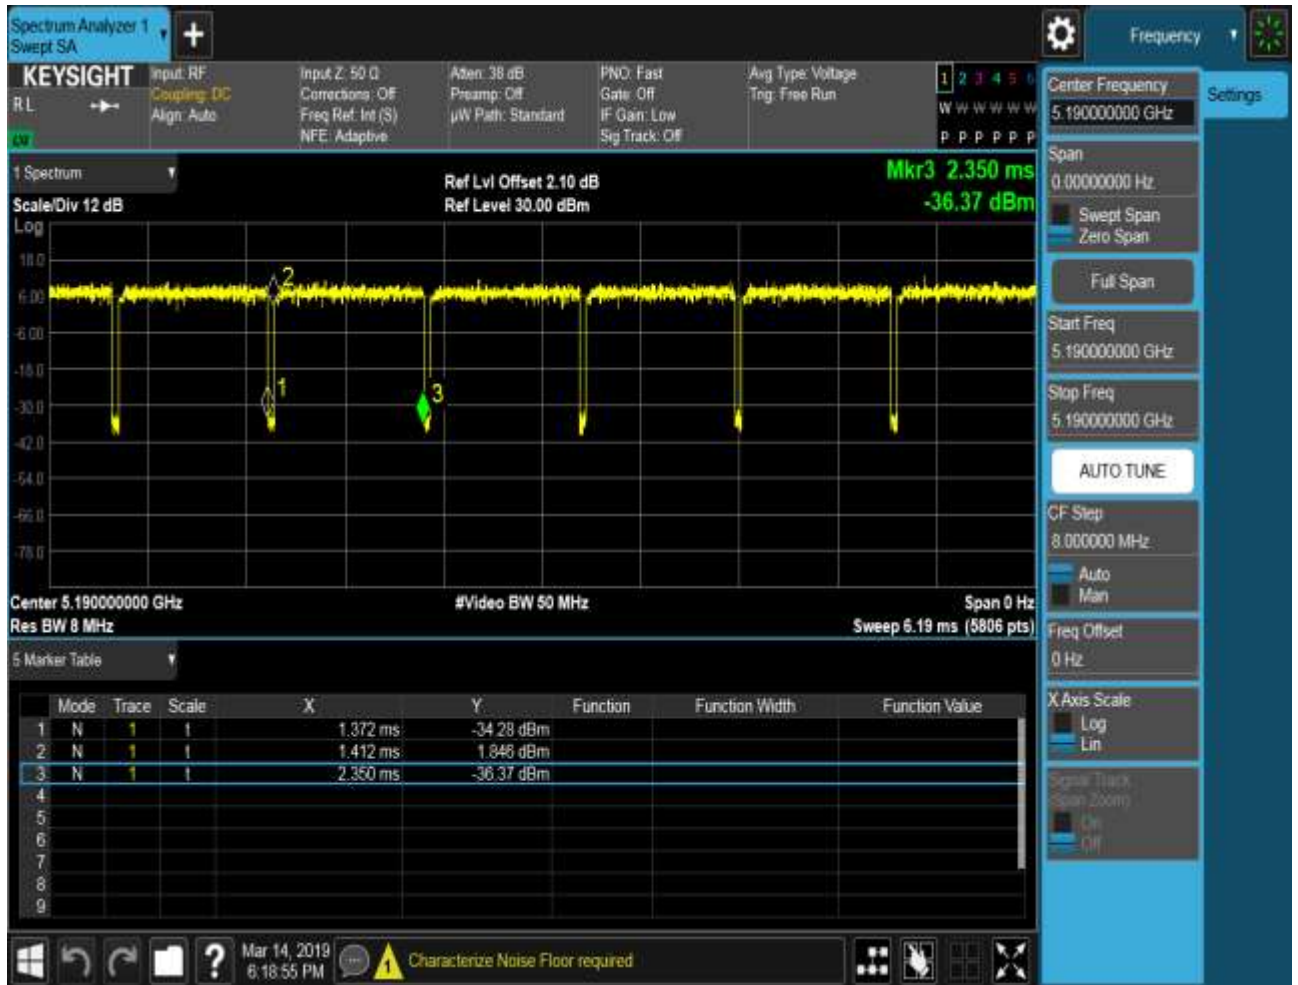 Spectrum Analyzer 1
Swept SA
Frequency
KEYSIGHT
RL
Input: RF
Coupling: DC
Align: Auto
Input Z: 50 Ω
Corrections: Off
Freq Ref: Int (S)
NFE: Adaptive
Atten: 38 dB
Preamp: Off
µW Path: Standard
PNO: Fast
Gate: Off
IF Gain: Low
Sig Track: Off
Avg Type: Voltage
Trig: Free Run
1 2 3 4 5 6
W W W W W W
P P P P P P
1 Spectrum
Scale/Div 12 dB
Ref Lvl Offset 2.10 dB
Ref Level 30.00 dBm
Mkr3 2.350 ms
-36.37 dBm
Log
18.0
6.00
-6.00
-18.0
-30.0
-42.0
-54.0
-66.0
-78.0
2
1
3
Center 5.190000000 GHz
#Video BW 50 MHz
Span 0 Hz
Res BW 8 MHz
Sweep 6.19 ms (5806 pts)
5 Marker Table
Mode Trace Scale X Y Function Function Width Function Value
1 N 1 t 1.372 ms -34.28 dBm
2 N 1 t 1.412 ms 1.846 dBm
3 N 1 t 2.350 ms -36.37 dBm
4
5
6
7
8
9
Mar 14, 2019
6:18:55 PM
1
Characterize Noise Floor required
Center Frequency
5.190000000 GHz
Settings
Span
0.00000000 Hz
Swept Span
Zero Span
Full Span
Start Freq
5.190000000 GHz
Stop Freq
5.190000000 GHz
AUTO TUNE
CF Step
8.000000 MHz
Auto
Man
Freq Offset
0 Hz
X Axis Scale
Log
Lin
Signal Track
(Span Zoom)
On
Off